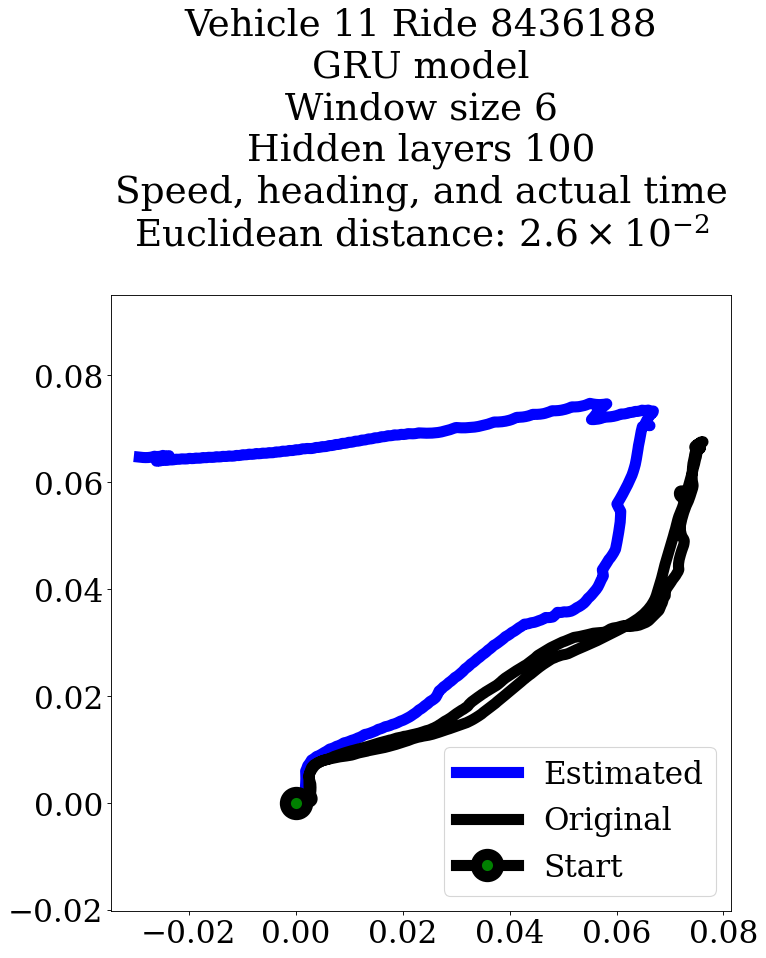 Vehicle 11 Ride 8436188
GRU model
Window size 6
Hidden layers 100
Speed, heading, and actual time
Euclidean distance: 2.6 × 10⁻²
0.08
0.06
0.04
0.02
0.00
−0.02
Estimated
Original
Start
−0.02 0.00 0.02 0.04 0.06 0.08